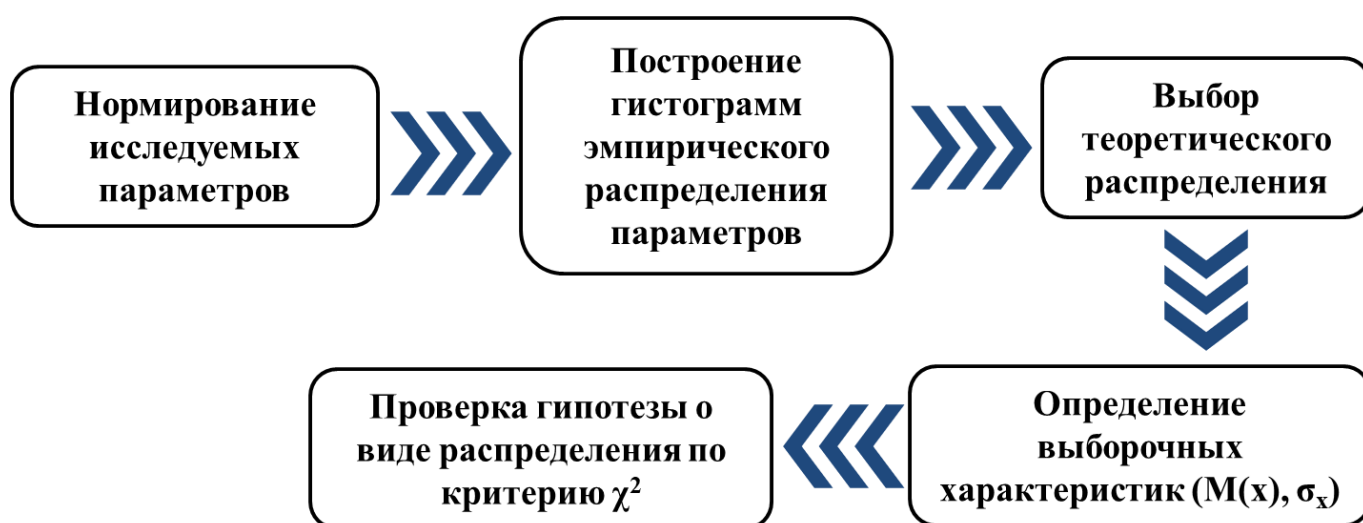 Нормирование
исследуемых
параметров
Построение
гистограмм
эмпирического
распределения
параметров
Выбор
теоретического
распределения
Определение
выборочных
характеристик (M(x), σₓ)
Проверка гипотезы о
виде распределения по
критерию χ²